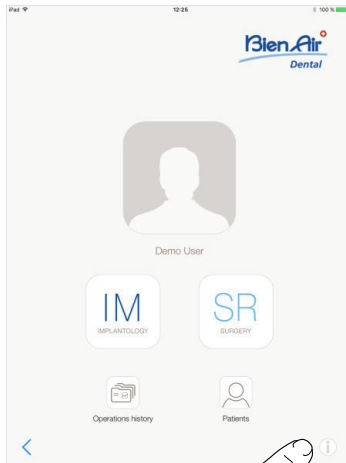 iPad
12:25
100 %
Bien Air
Dental
Demo User
IM
IMPLANTOLOGY
SR
SURGERY
Operations history
Patients
i